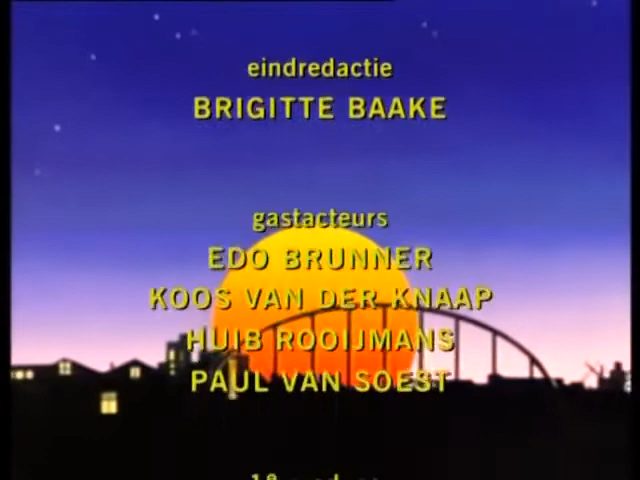 eindredactie
BRIGITTE BAAKE
gastacteurs
EDO BRUNNER
KOOS VAN DER KNAAP
HUIB ROOIJMANS
PAUL VAN SOEST